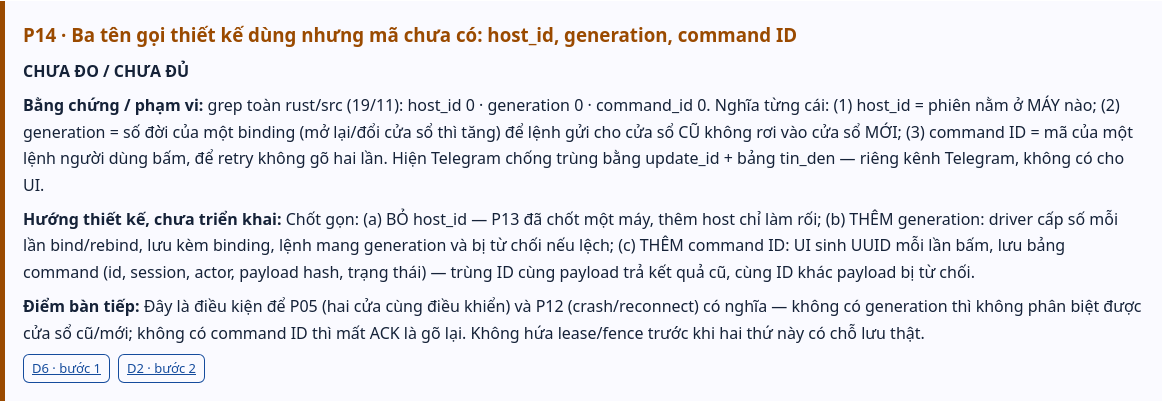 P14 · Ba tên gọi thiết kế dùng nhưng mã chưa có: host_id, generation, command ID
CHƯA ĐO / CHƯA ĐỦ
Bằng chứng / phạm vi: grep toàn rust/src (19/11): host_id 0 · generation 0 · command_id 0. Nghĩa từng cái: (1) host_id = phiên nằm ở MÁY nào; (2)
generation = số đời của một binding (mở lại/đổi cửa sổ thì tăng) để lệnh gửi cho cửa sổ CŨ không rơi vào cửa sổ MỚI; (3) command ID = mã của một
lệnh người dùng bấm, để retry không gõ hai lần. Hiện Telegram chống trùng bằng update_id + bảng tin_den — riêng kênh Telegram, không có cho
UI.
Hướng thiết kế, chưa triển khai: Chốt gọn: (a) BỎ host_id — P13 đã chốt một máy, thêm host chỉ làm rối; (b) THÊM generation: driver cấp số mỗi
lần bind/rebind, lưu kèm binding, lệnh mang generation và bị từ chối nếu lệch; (c) THÊM command ID: UI sinh UUID mỗi lần bấm, lưu bảng
command (id, session, actor, payload hash, trạng thái) — trùng ID cùng payload trả kết quả cũ, cùng ID khác payload bị từ chối.
Điểm bàn tiếp: Đây là điều kiện để P05 (hai cửa cùng điều khiển) và P12 (crash/reconnect) có nghĩa — không có generation thì không phân biệt được
cửa sổ cũ/mới; không có command ID thì mất ACK là gõ lại. Không hứa lease/fence trước khi hai thứ này có chỗ lưu thật.
D6 · bước 1 D2 · bước 2